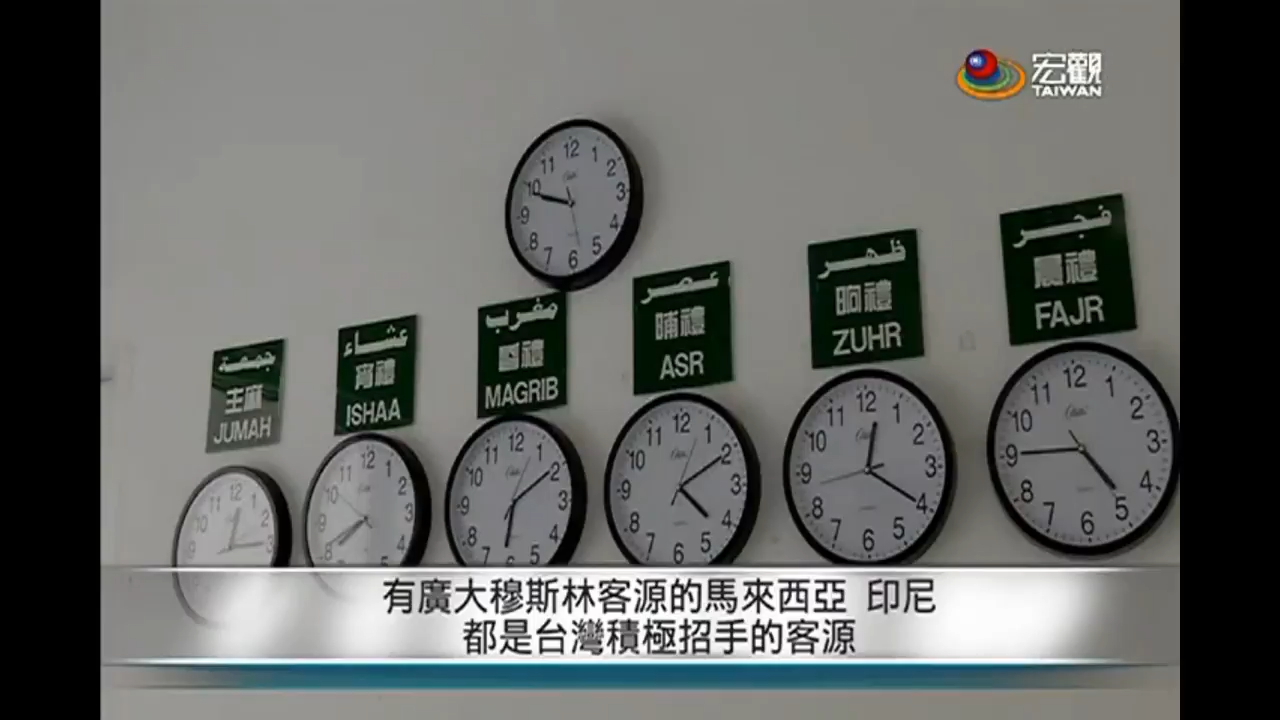 宏觀
TAIWAN
جمعة
主麻
JUMAH
عشاء
宵禮
ISHAA
مغرب
昏禮
MAGRIB
عصر
晡禮
ASR
ظهر
晌禮
ZUHR
فجر
晨禮
FAJR
有廣大穆斯林客源的馬來西亞 印尼
都是台灣積極招手的客源